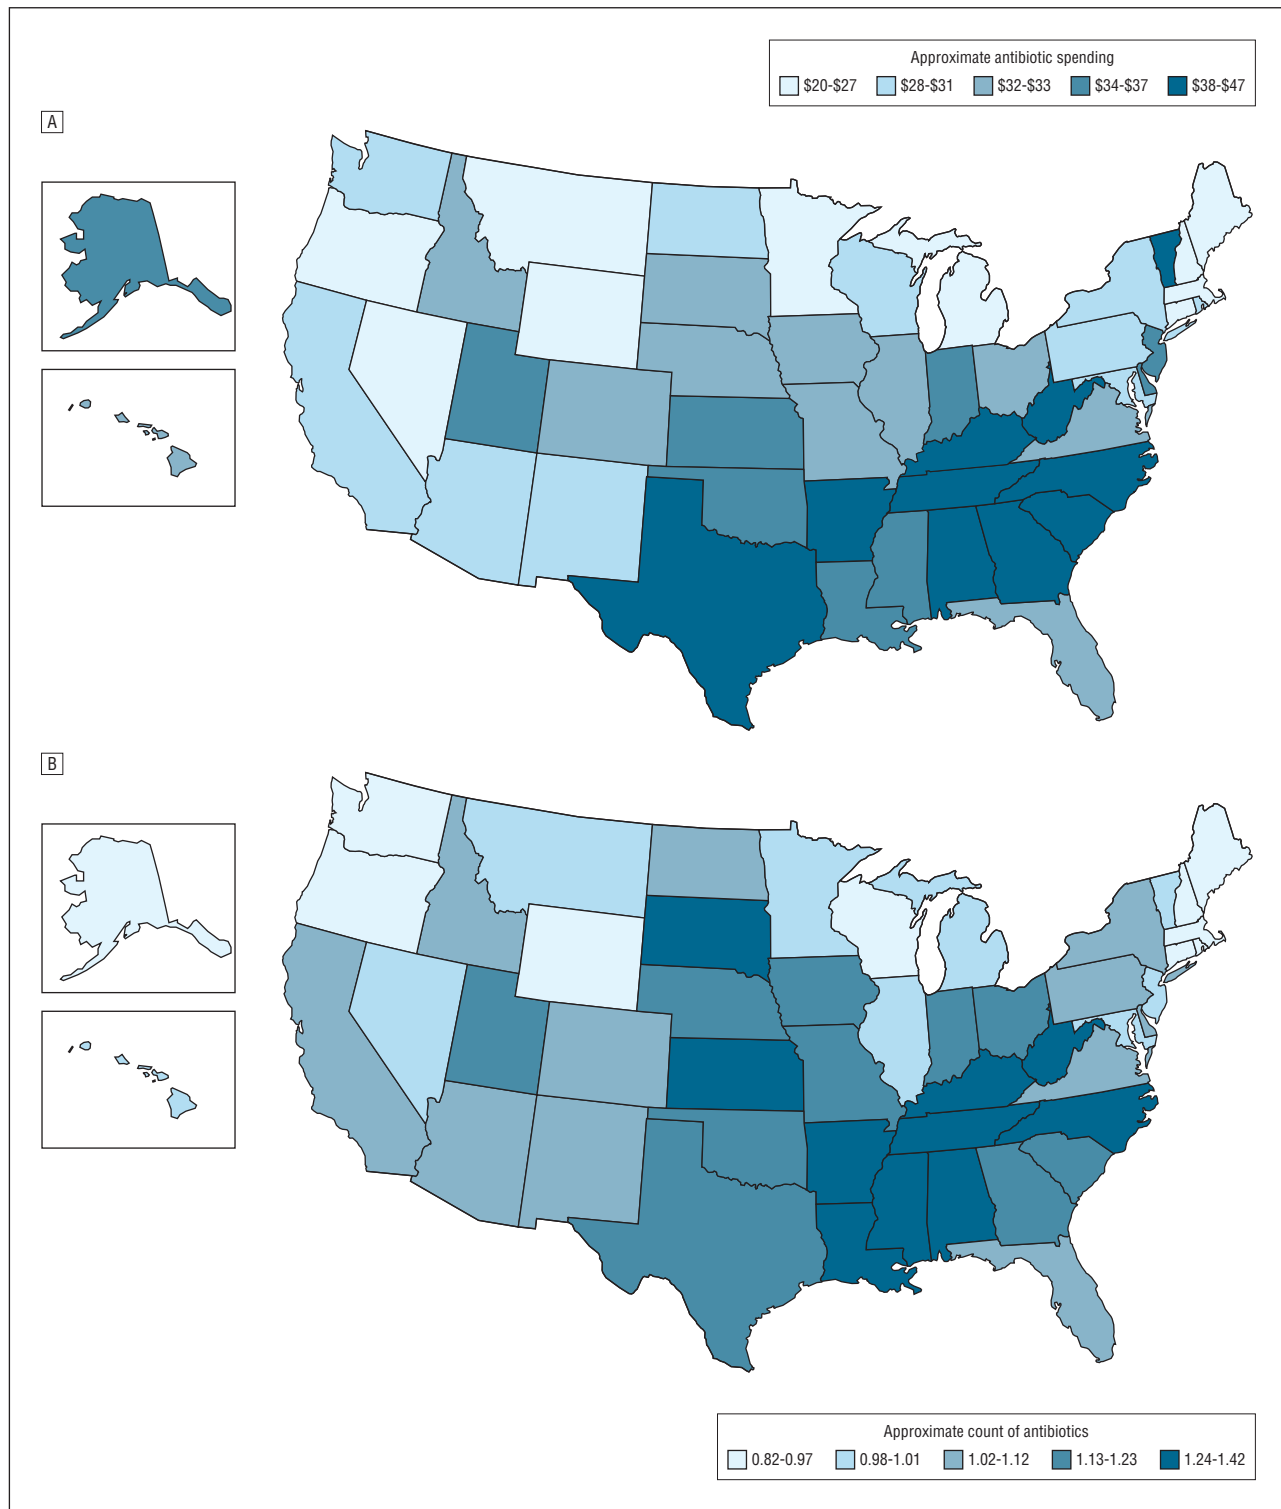 Approximate antibiotic spending
$20-$27 $28-$31 $32-$33 $34-$37 $38-$47
A
B
Approximate count of antibiotics
0.82-0.97 0.98-1.01 1.02-1.12 1.13-1.23 1.24-1.42